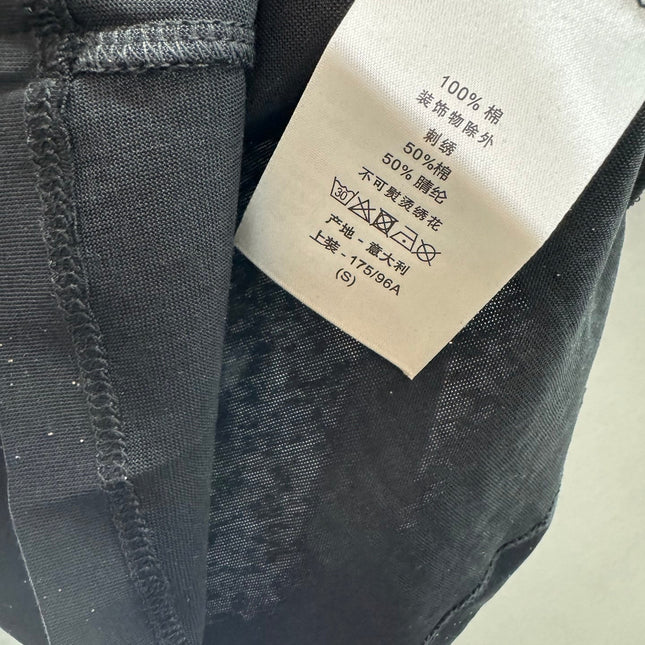 100% 棉
装饰物除外
刺绣
50%棉
50% 腈纶
不可熨烫绣花
30
产地 - 意大利
上装 - 175/96A
(S)